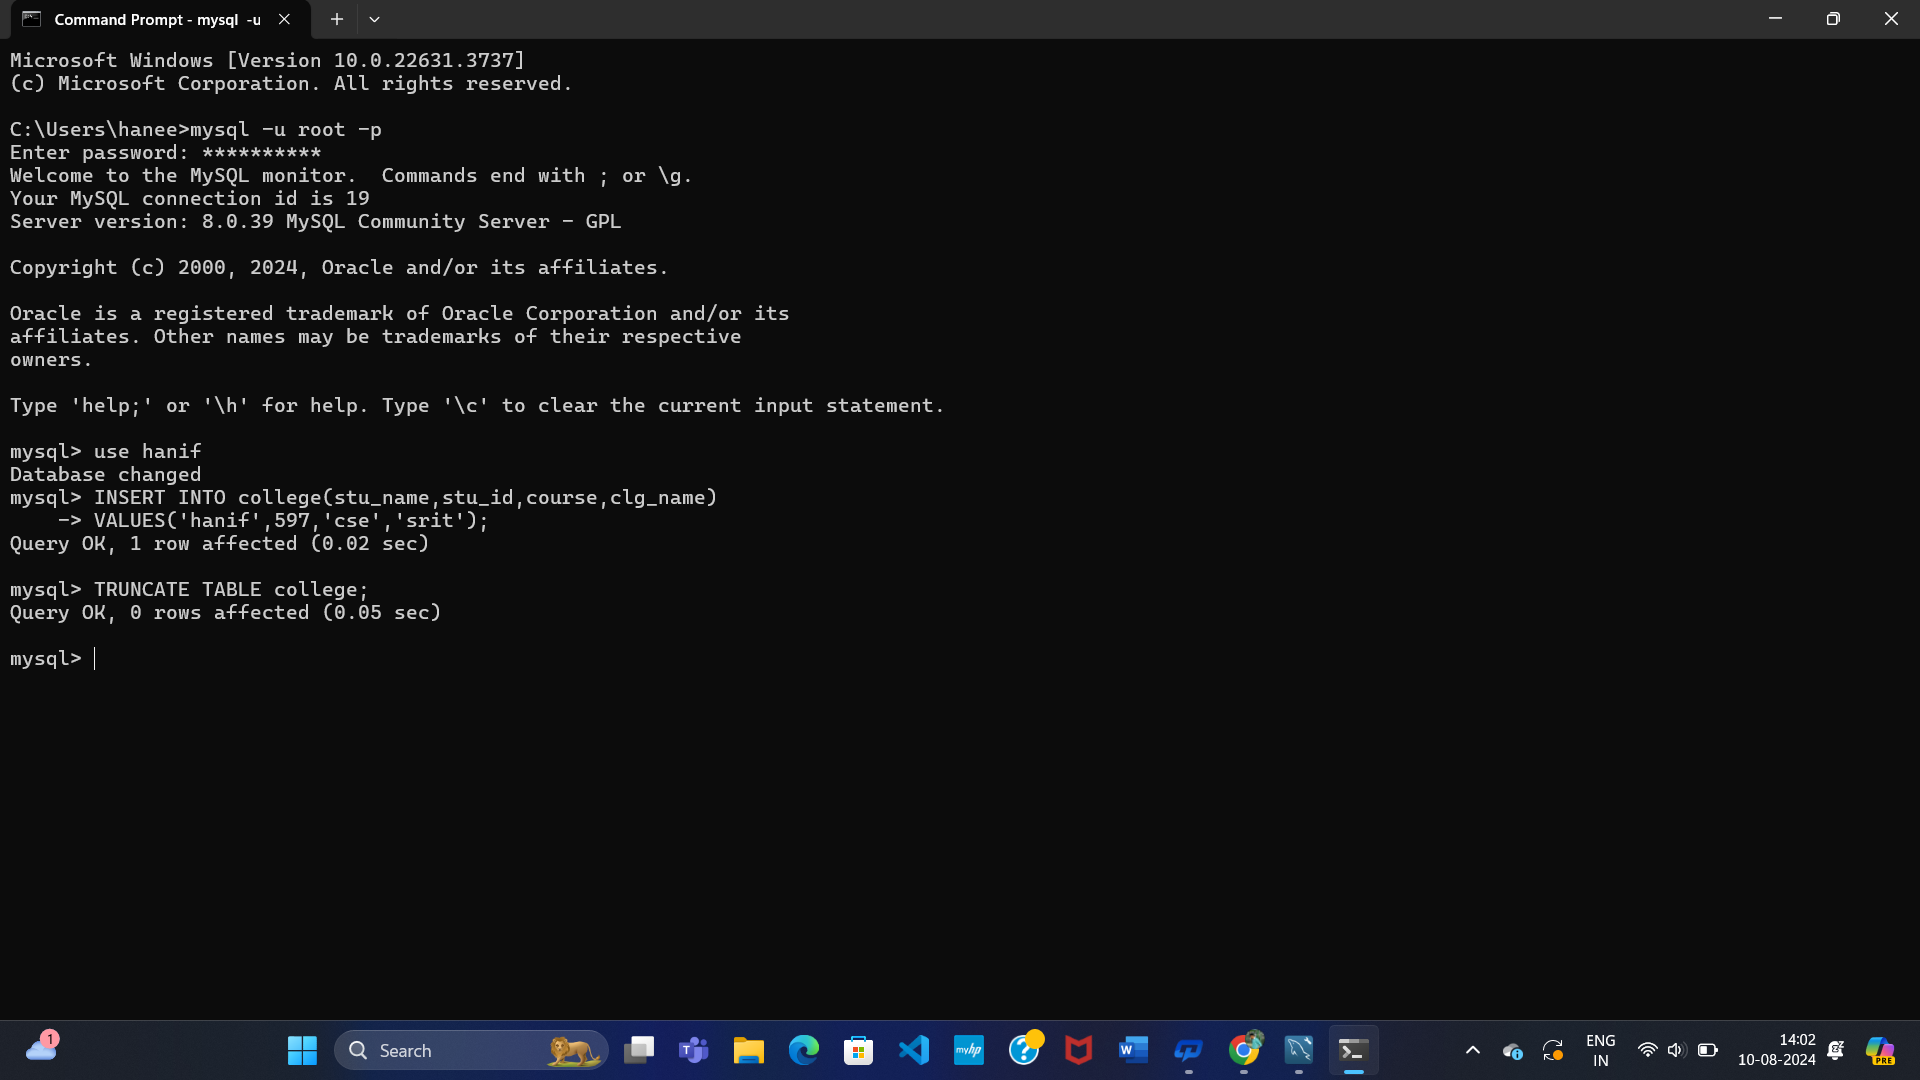 Command Prompt - mysql  -u
Microsoft Windows [Version 10.0.22631.3737]
(c) Microsoft Corporation. All rights reserved.
C:\Users\hanee>mysql -u root -p
Enter password: **********
Welcome to the MySQL monitor.  Commands end with ; or \g.
Your MySQL connection id is 19
Server version: 8.0.39 MySQL Community Server - GPL
Copyright (c) 2000, 2024, Oracle and/or its affiliates.
Oracle is a registered trademark of Oracle Corporation and/or its
affiliates. Other names may be trademarks of their respective
owners.
Type 'help;' or '\h' for help. Type '\c' to clear the current input statement.
mysql> use hanif
Database changed
mysql> INSERT INTO college(stu_name,stu_id,course,clg_name)
    -> VALUES('hanif',597,'cse','srit');
Query OK, 1 row affected (0.02 sec)
mysql> TRUNCATE TABLE college;
Query OK, 0 rows affected (0.05 sec)
mysql>
1
Search
T
myhp
?
W
ENG
IN
14:02
10-08-2024
PRE